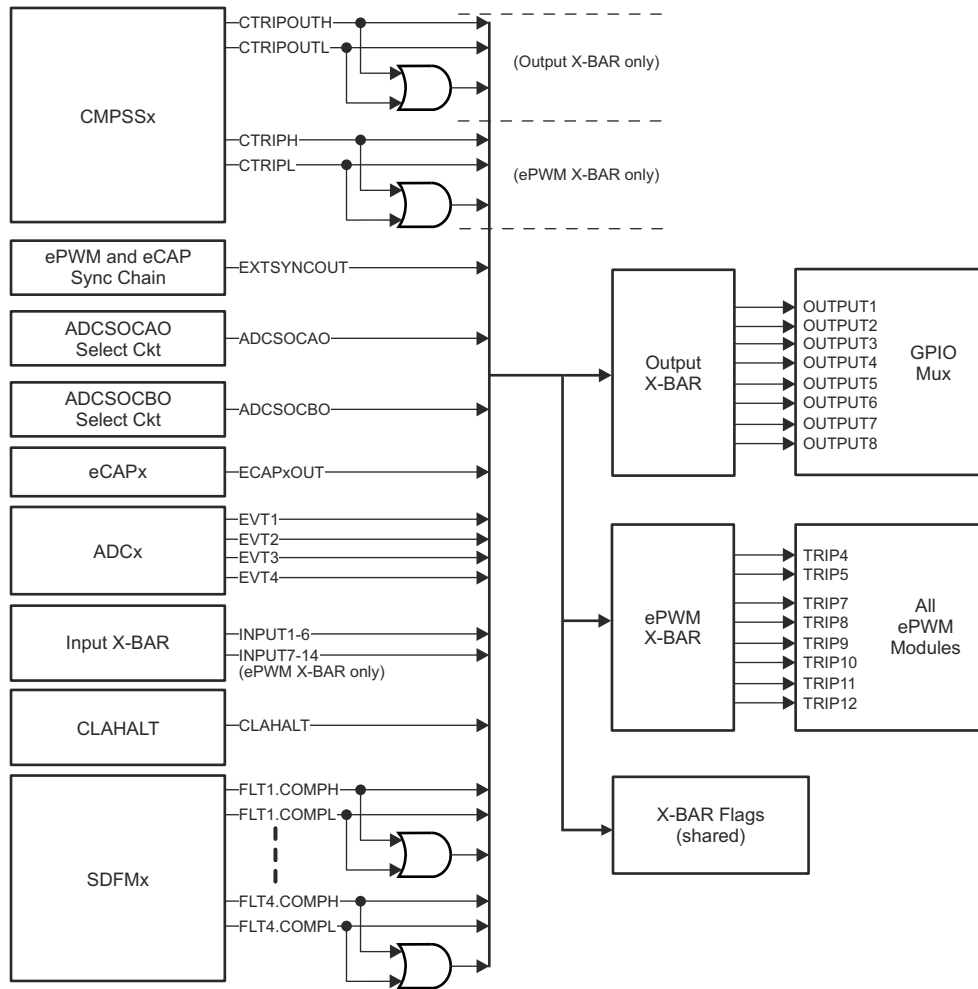 CMPSSx
CTRIPOUTH
CTRIPOUTL
(Output X-BAR only)
CTRIPH
CTRIPL
(ePWM X-BAR only)
ePWM and eCAP
Sync Chain
EXTSYNCOUT
ADCSOCAO
Select Ckt
ADCSOCAO
ADCSOCBO
Select Ckt
ADCSOCBO
eCAPx
ECAPxOUT
ADCx
EVT1
EVT2
EVT3
EVT4
Input X-BAR
INPUT1-6
INPUT7-14
(ePWM X-BAR only)
CLAHALT
CLAHALT
SDFMx
FLT1.COMPH
FLT1.COMPL
FLT4.COMPH
FLT4.COMPL
Output
X-BAR
OUTPUT1
OUTPUT2
OUTPUT3
OUTPUT4
OUTPUT5
OUTPUT6
OUTPUT7
OUTPUT8
GPIO
Mux
ePWM
X-BAR
TRIP4
TRIP5
TRIP7
TRIP8
TRIP9
TRIP10
TRIP11
TRIP12
All
ePWM
Modules
X-BAR Flags
(shared)